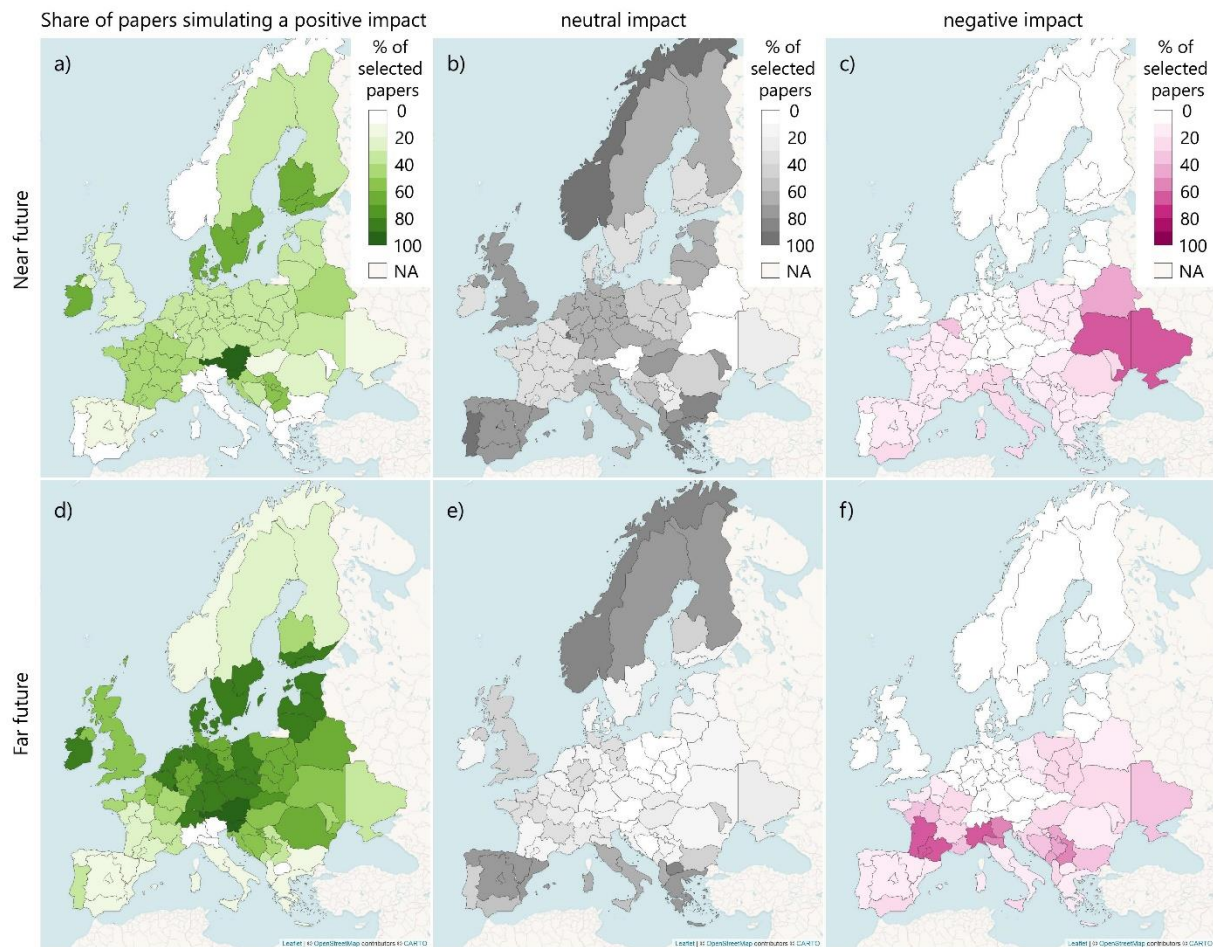 Share of papers simulating a positive impact
neutral impact
negative impact
Near future
a)
% of
selected
papers
0
20
40
60
80
100
NA
b)
% of
selected
papers
0
20
40
60
80
100
NA
c)
% of
selected
papers
0
20
40
60
80
100
NA
Far future
d)
e)
f)
Leaflet | © OpenStreetMap contributors © CARTO
Leaflet | © OpenStreetMap contributors © CARTO
Leaflet | © OpenStreetMap contributors © CARTO